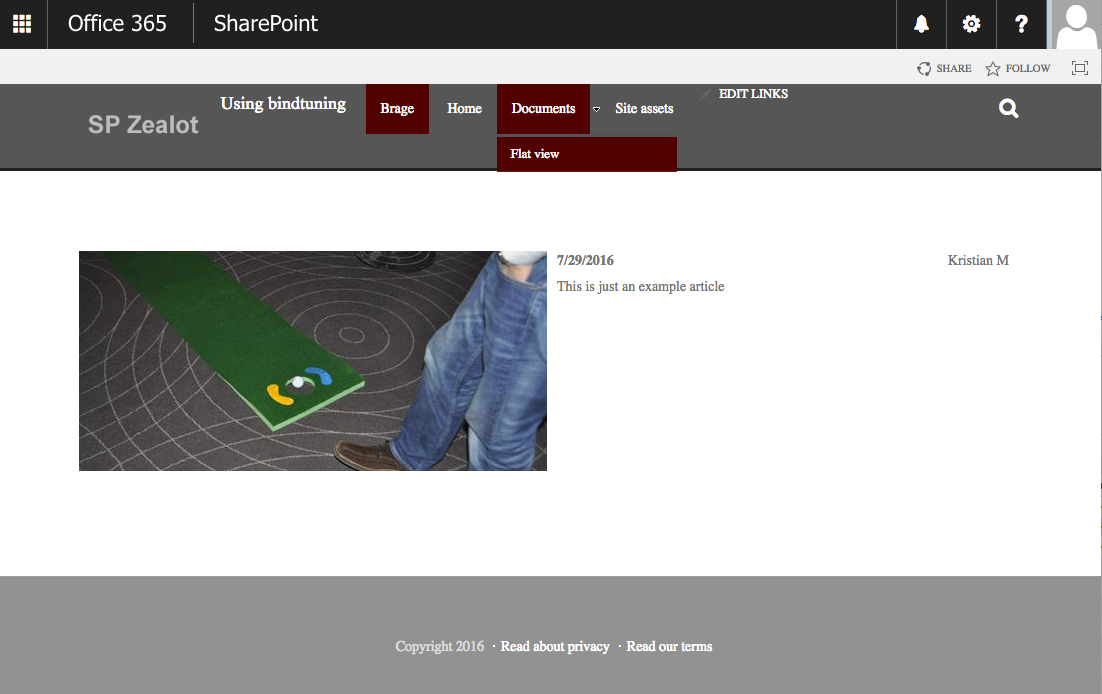 Office 365 SharePoint ?
SHARE FOLLOW
SP Zealot Using bindtuning Brage Home Documents Site assets EDIT LINKS
Flat view
7/29/2016 Kristian M
This is just an example article
Copyright 2016 · Read about privacy · Read our terms